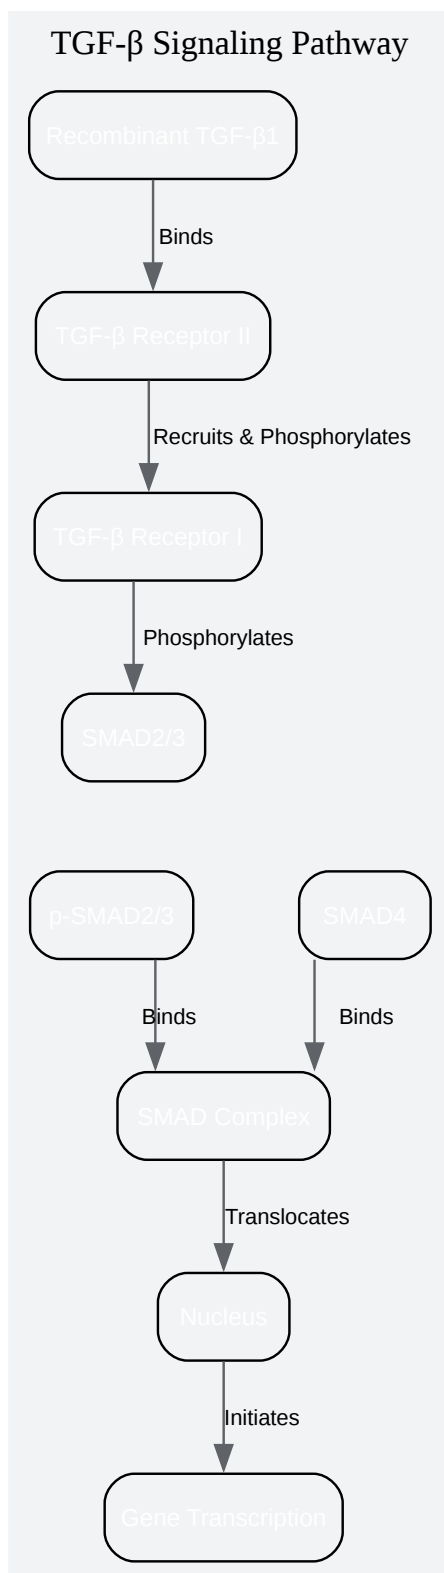 TGF-β Signaling Pathway
Recombinant TGF-β1
Binds
TGF-β Receptor II
Recruits & Phosphorylates
TGF-β Receptor I
Phosphorylates
SMAD2/3
p-SMAD2/3
SMAD4
Binds
Binds
SMAD Complex
Translocates
Nucleus
Initiates
Gene Transcription